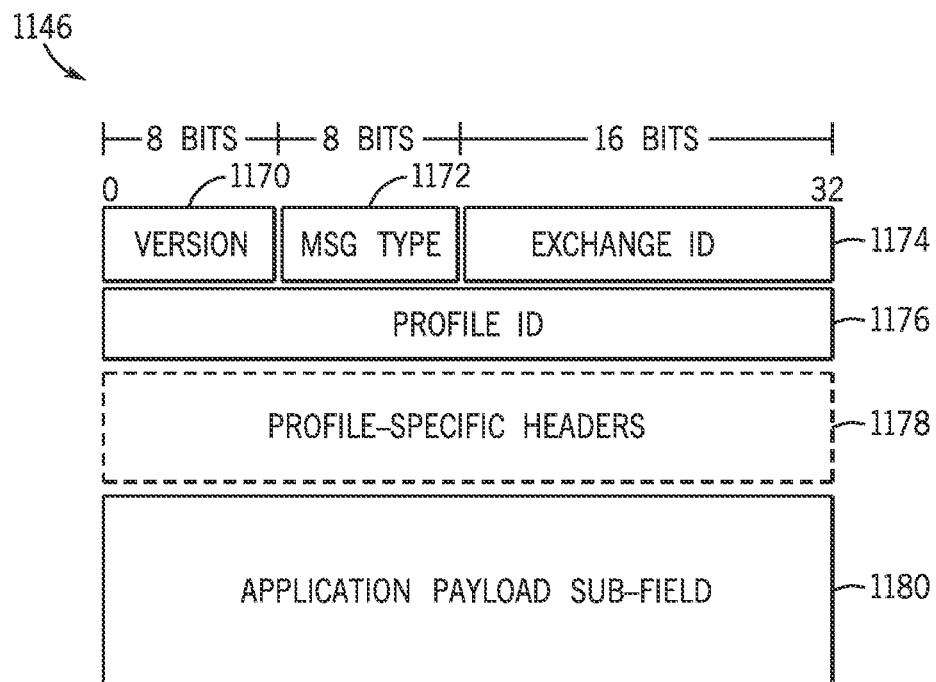 1146
8 BITS 8 BITS 16 BITS
0 1170 1172 32
VERSION MSG TYPE EXCHANGE ID 1174
PROFILE ID 1176
PROFILE-SPECIFIC HEADERS 1178
APPLICATION PAYLOAD SUB-FIELD 1180